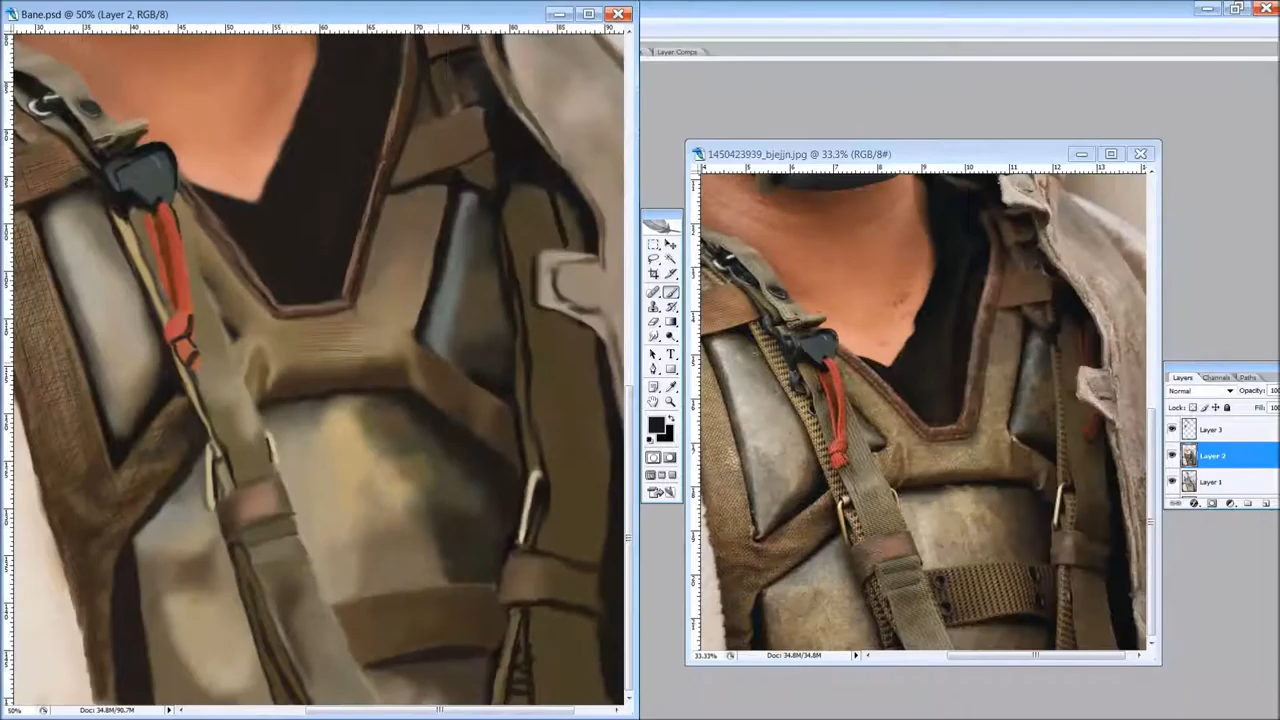 Bane.psd @ 50% (Layer 2, RGB/8)
Layer Comps
1450423939_bjejjn.jpg @ 33.3% (RGB/8#)
Layers Channels Paths
Normal Opacity: 100
Lock: Fill: 100
Layer 3
Layer 2
Layer 1
33.33% Doc: 34.8M/34.8M
50% Doc: 34.8M/90.7M